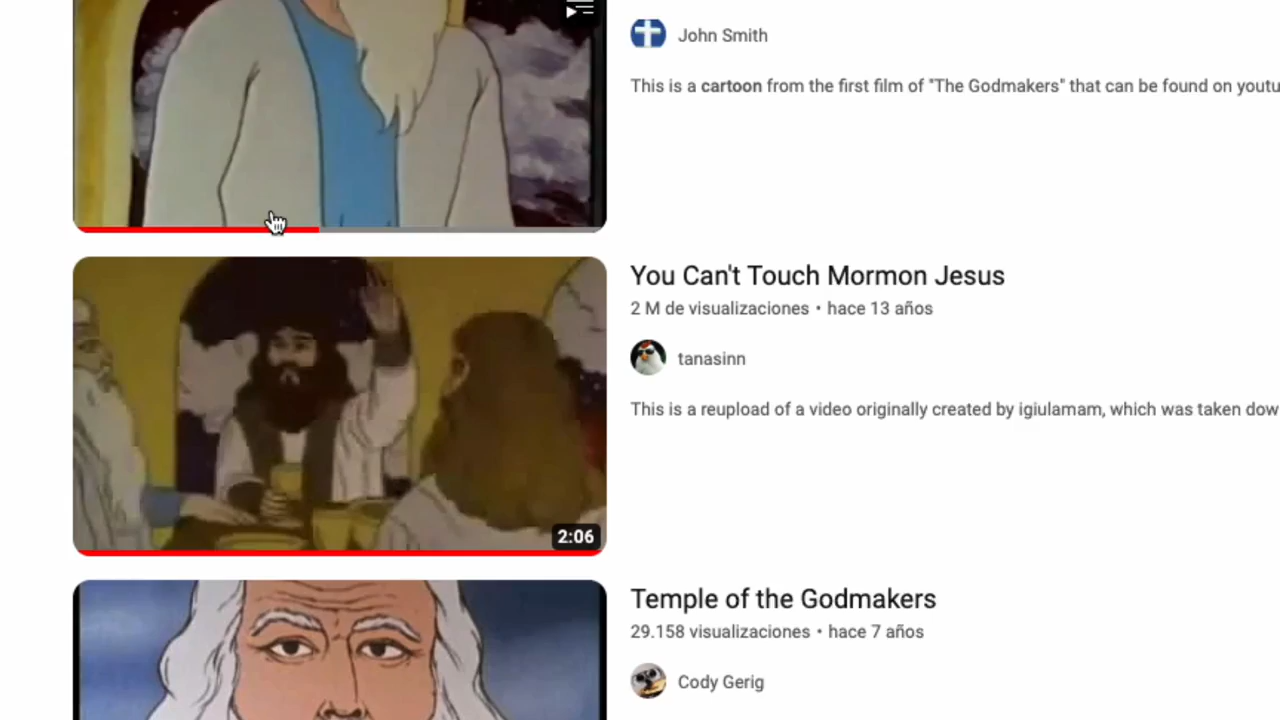 John Smith
This is a cartoon from the first film of "The Godmakers" that can be found on youtu
You Can't Touch Mormon Jesus
2 M de visualizaciones • hace 13 años
tanasinn
This is a reupload of a video originally created by igiulamam, which was taken dow
2:06
Temple of the Godmakers
29.158 visualizaciones • hace 7 años
Cody Gerig